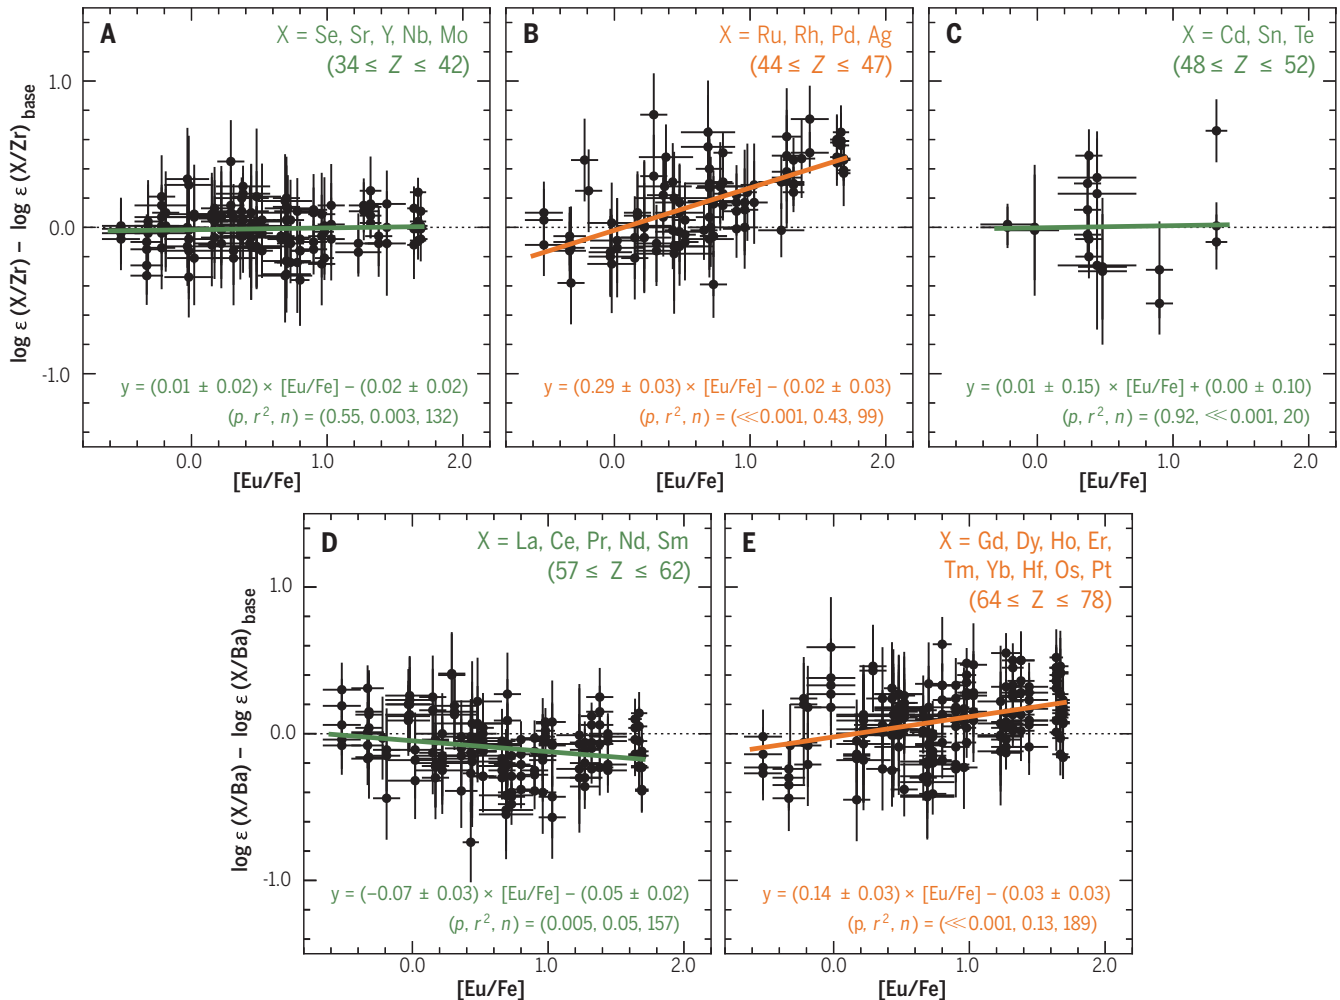 A
X = Se, Sr, Y, Nb, Mo
(34 ≤ Z ≤ 42)
y = (0.01 ± 0.02) × [Eu/Fe] − (0.02 ± 0.02)
(p, r², n) = (0.55, 0.003, 132)
B
X = Ru, Rh, Pd, Ag
(44 ≤ Z ≤ 47)
y = (0.29 ± 0.03) × [Eu/Fe] − (0.02 ± 0.03)
(p, r², n) = (<<0.001, 0.43, 99)
C
X = Cd, Sn, Te
(48 ≤ Z ≤ 52)
y = (0.01 ± 0.15) × [Eu/Fe] + (0.00 ± 0.10)
(p, r², n) = (0.92, <<0.001, 20)
log ε (X/Zr) − log ε (X/Zr)base
1.0
0.0
-1.0
0.0 1.0 2.0
0.0 1.0 2.0
0.0 1.0 2.0
[Eu/Fe]
[Eu/Fe]
[Eu/Fe]
D
X = La, Ce, Pr, Nd, Sm
(57 ≤ Z ≤ 62)
y = (−0.07 ± 0.03) × [Eu/Fe] − (0.05 ± 0.02)
(p, r², n) = (0.005, 0.05, 157)
E
X = Gd, Dy, Ho, Er,
Tm, Yb, Hf, Os, Pt
(64 ≤ Z ≤ 78)
y = (0.14 ± 0.03) × [Eu/Fe] − (0.03 ± 0.03)
(p, r², n) = (<<0.001, 0.13, 189)
log ε (X/Ba) − log ε (X/Ba)base
1.0
0.0
-1.0
0.0 1.0 2.0
0.0 1.0 2.0
[Eu/Fe]
[Eu/Fe]